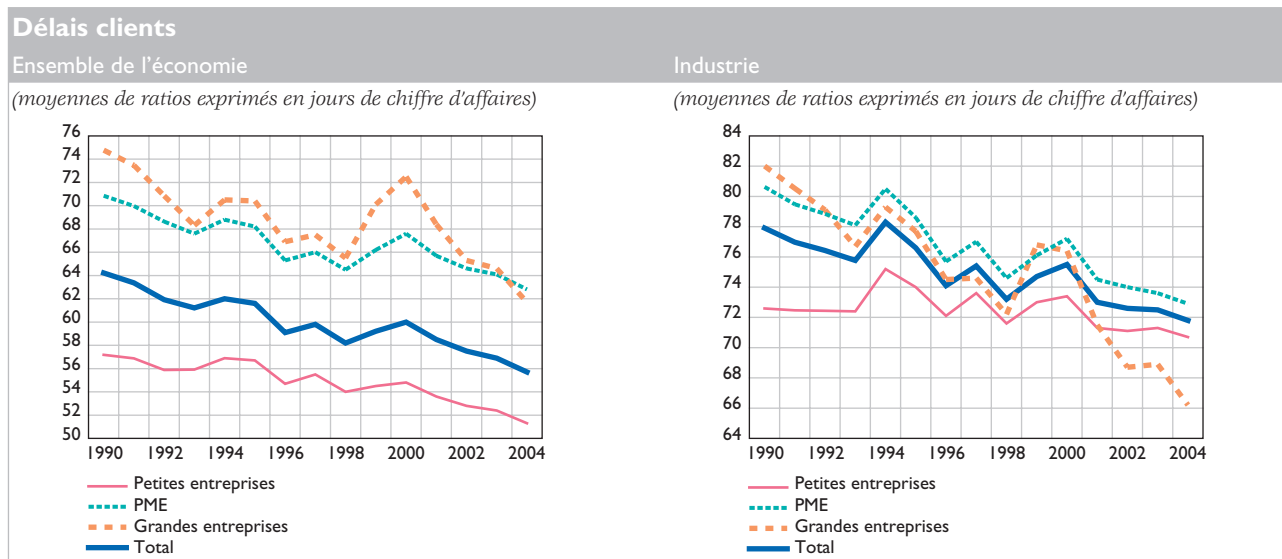 Délais clients
Ensemble de l'économie
(moyennes de ratios exprimés en jours de chiffre d'affaires)
76
74
72
70
68
66
64
62
60
58
56
54
52
50
1990 1992 1994 1996 1998 2000 2002 2004
Petites entreprises
PME
Grandes entreprises
Total
Industrie
(moyennes de ratios exprimés en jours de chiffre d'affaires)
84
82
80
78
76
74
72
70
68
66
64
1990 1992 1994 1996 1998 2000 2002 2004
Petites entreprises
PME
Grandes entreprises
Total